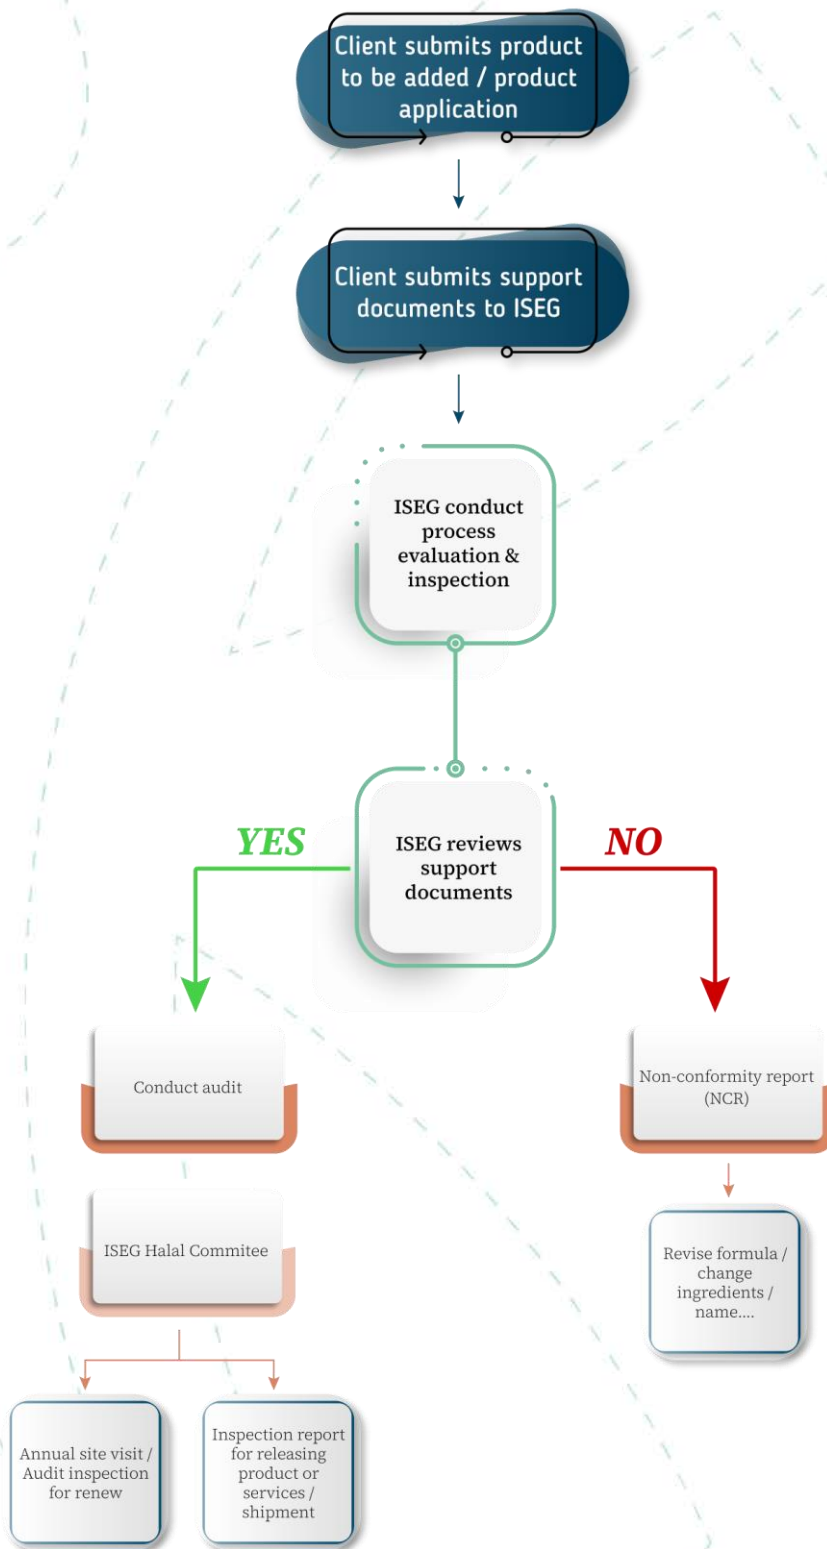 Client submits product
to be added / product
application
Client submits support
documents to ISEG
ISEG conduct
process
evaluation &
inspection
ISEG reviews
support
documents
YES
NO
Conduct audit
Non-conformity report
(NCR)
ISEG Halal Commitee
Revise formula /
change
ingredients /
name....
Annual site visit /
Audit inspection
for renew
Inspection report
for releasing
product or
services /
shipment